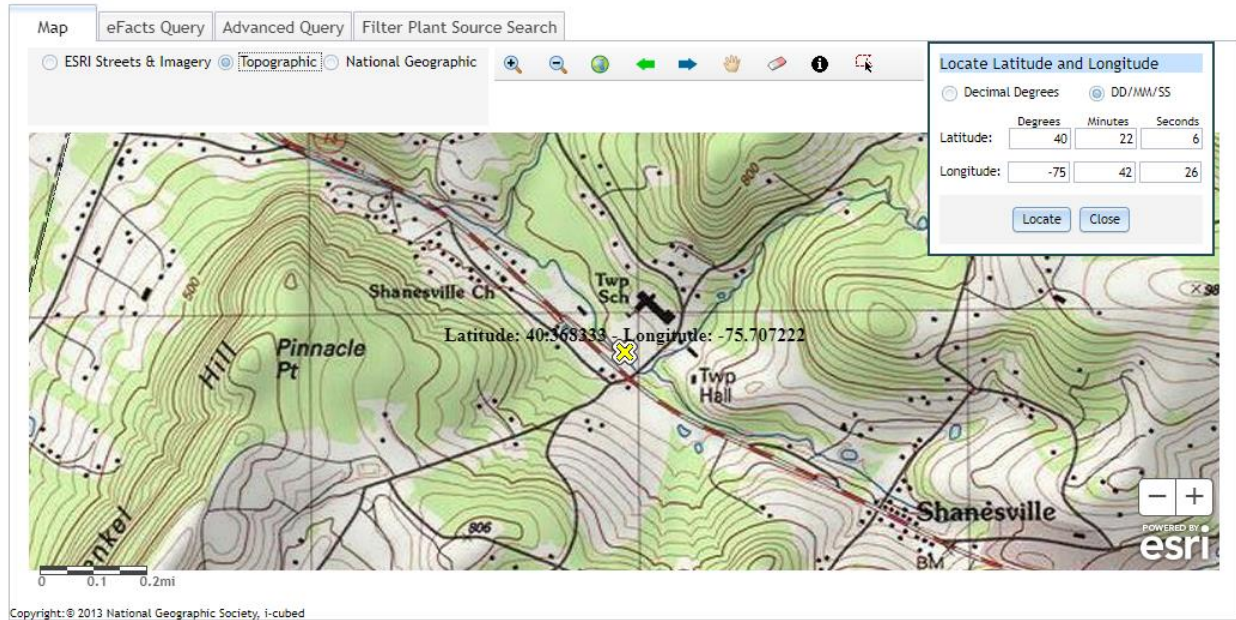 Map eFacts Query Advanced Query Filter Plant Source Search
ESRI Streets & Imagery Topographic National Geographic
Locate Latitude and Longitude
Decimal Degrees DD/MM/SS
Degrees Minutes Seconds
Latitude: 40 22 6
Longitude: -75 42 26
Locate Close
73
800
500
Shanesville Ch
Twp
Sch
98
Latitude: 40.368333 - Longitude: -75.707222
Pinnacle
Pt
Hill
Twp
Hall
806
Shanesville
BM
POWERED BY
esri
0 0.1 0.2mi
Copyright:© 2013 National Geographic Society, i-cubed